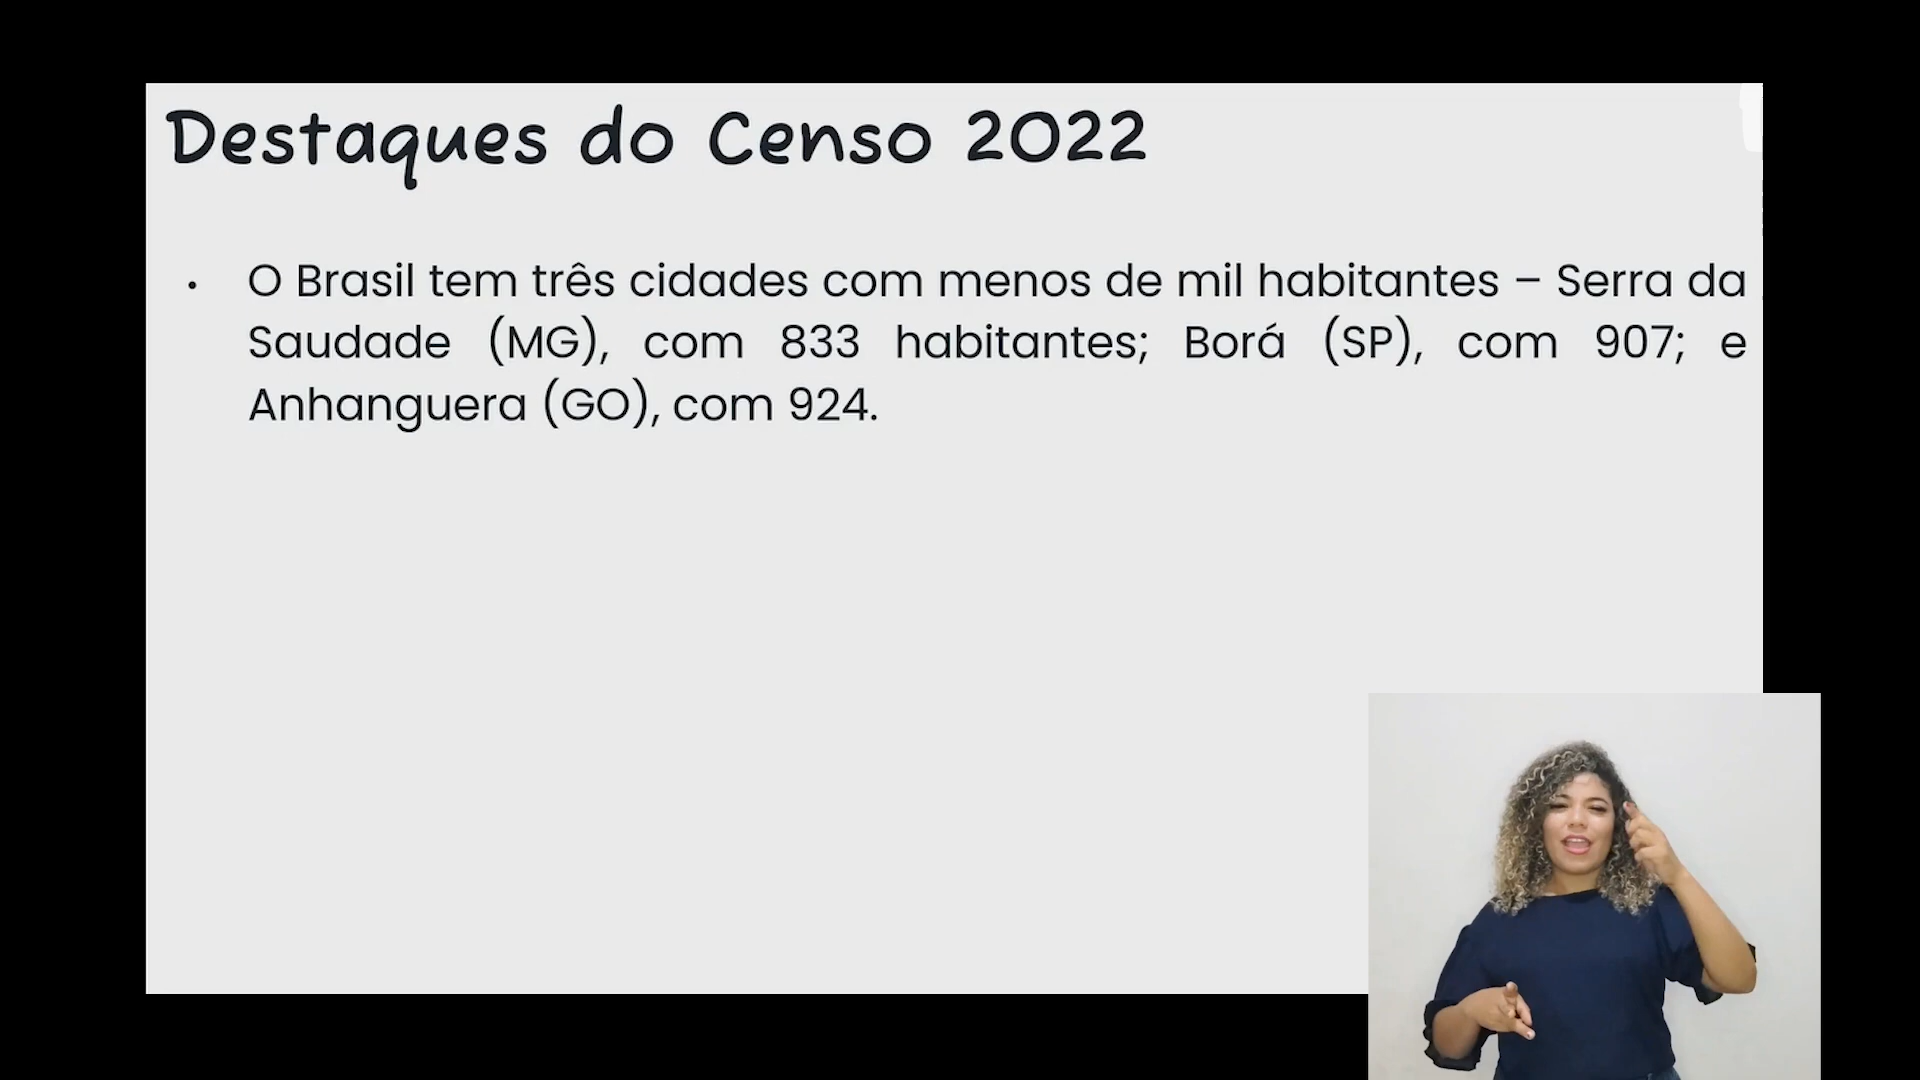 Destaques do Censo 2022
• O Brasil tem três cidades com menos de mil habitantes – Serra da
Saudade (MG), com 833 habitantes; Borá (SP), com 907; e
Anhanguera (GO), com 924.